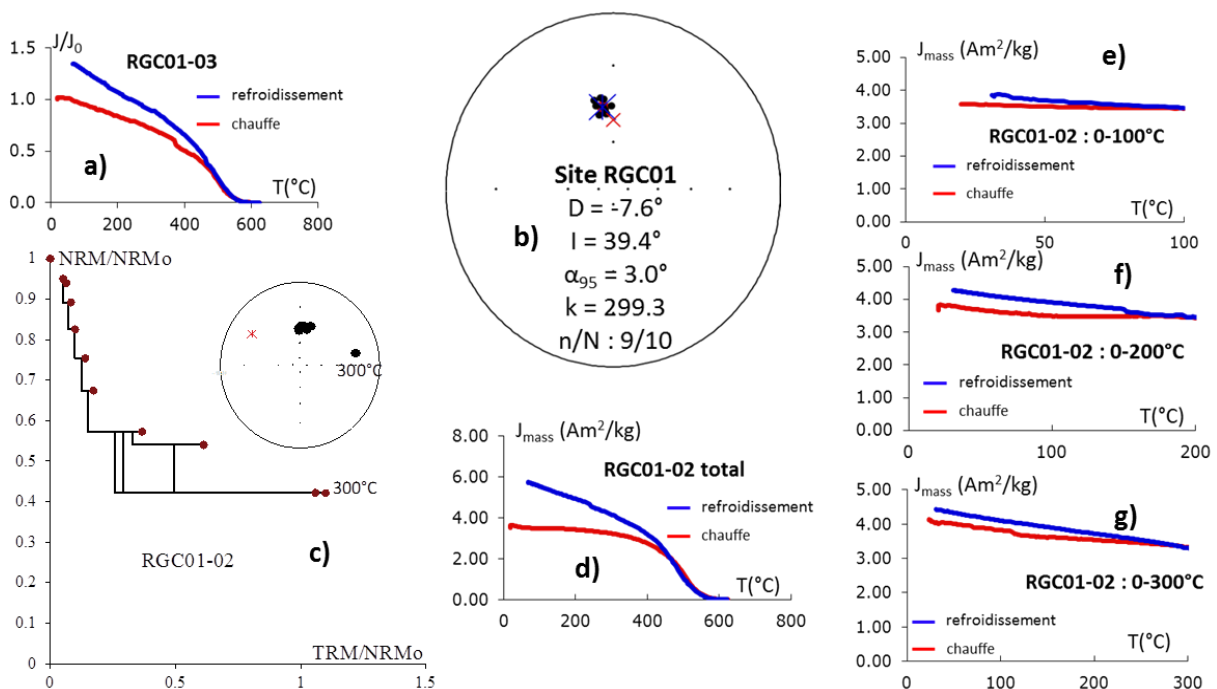 J/J0
RGC01-03
1.5
1.0
0.5
0.0
refroidissement
chauffe
a)
T(°C)
0 200 400 600 800
b)
Site RGC01
D = -7.6°
I = 39.4°
α95 = 3.0°
k = 299.3
n/N : 9/10
NRM/NRMo
1
0.9
0.8
0.7
0.6
0.5
0.4
0.3
0.2
0.1
0
300°C
300°C
RGC01-02
c)
TRM/NRMo
0 0.5 1 1.5
Jmass (Am²/kg)
8.00
6.00
4.00
2.00
0.00
RGC01-02 total
refroidissement
chauffe
d)
T(°C)
0 200 400 600 800
Jmass (Am²/kg)
e)
5.00
4.00
3.00
2.00
1.00
0.00
RGC01-02 : 0-100°C
refroidissement
chauffe
T(°C)
0 50 100
Jmass (Am²/kg)
f)
5.00
4.00
3.00
2.00
1.00
0.00
RGC01-02 : 0-200°C
refroidissement
chauffe
T(°C)
0 100 200
Jmass (Am²/kg)
g)
5.00
4.00
3.00
2.00
1.00
0.00
RGC01-02 : 0-300°C
refroidissement
chauffe
T(°C)
0 100 200 300